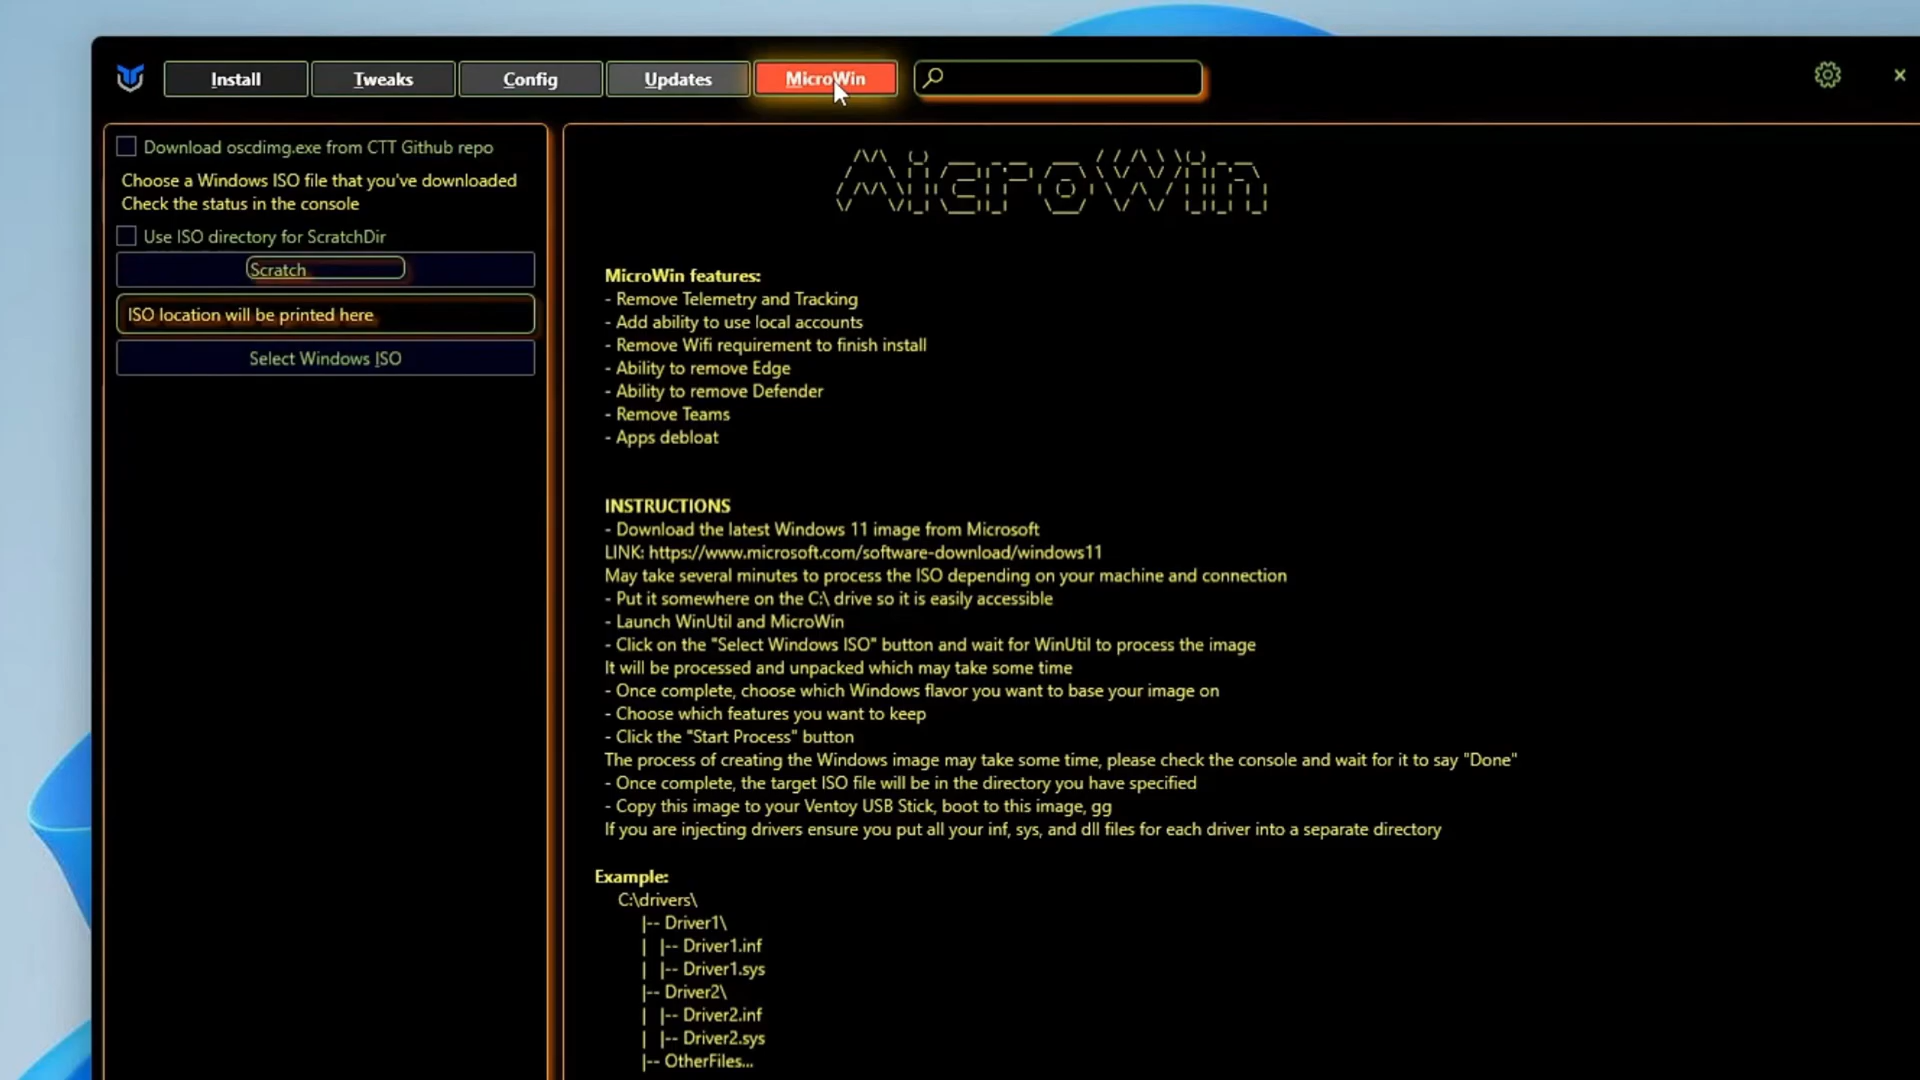 Install
Tweaks
Config
Updates
MicroWin
Download oscdimg.exe from CTT Github repo
Choose a Windows ISO file that you've downloaded
Check the status in the console
Use ISO directory for ScratchDir
Scratch
ISO location will be printed here
Select Windows ISO
MicroWin
MicroWin features:
- Remove Telemetry and Tracking
- Add ability to use local accounts
- Remove Wifi requirement to finish install
- Ability to remove Edge
- Ability to remove Defender
- Remove Teams
- Apps debloat
INSTRUCTIONS
- Download the latest Windows 11 image from Microsoft
LINK: https://www.microsoft.com/software-download/windows11
May take several minutes to process the ISO depending on your machine and connection
- Put it somewhere on the C:\ drive so it is easily accessible
- Launch WinUtil and MicroWin
- Click on the "Select Windows ISO" button and wait for WinUtil to process the image
It will be processed and unpacked which may take some time
- Once complete, choose which Windows flavor you want to base your image on
- Choose which features you want to keep
- Click the "Start Process" button
The process of creating the Windows image may take some time, please check the console and wait for it to say "Done"
- Once complete, the target ISO file will be in the directory you have specified
- Copy this image to your Ventoy USB Stick, boot to this image, gg
If you are injecting drivers ensure you put all your inf, sys, and dll files for each driver into a separate directory
Example:
C:\drivers\
|-- Driver1\
|   |-- Driver1.inf
|   |-- Driver1.sys
|-- Driver2\
|   |-- Driver2.inf
|   |-- Driver2.sys
|-- OtherFiles...